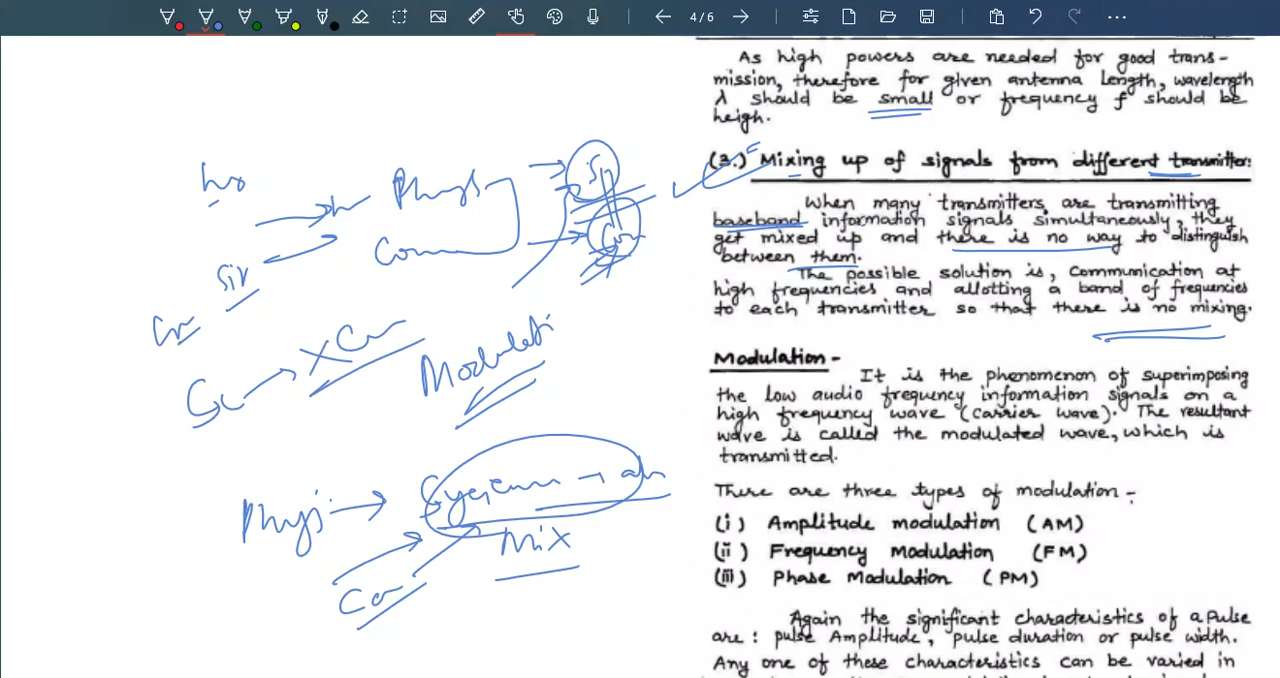 4/6
As high powers are needed for good trans-
mission, therefore for given antenna length, wavelength
λ should be small or frequency f should be
heigh.
(3.) Mixing up of signals from different transmitter:
When many transmitters are transmitting
baseband information signals simultaneously, they
get mixed up and there is no way to distinguish
between them.
The possible solution is, communication at
high frequencies and allotting a band of frequencies
to each transmitter so that there is no mixing.
Modulation -
It is the phenomenon of superimposing
the low audio frequency information signals on a
high frequency wave (carrier wave). The resultant
wave is called the modulated wave, which is
transmitted.
There are three types of modulation :-
(i) Amplitude modulation (AM)
(ii) Frequency Modulation (FM)
(iii) Phase Modulation (PM)
Again the significant characteristics of a pulse
are : pulse Amplitude, pulse duration or pulse width.
Any one of these characteristics can be varied in
Phys
Com
Sir
Modulati
Physi
Mix